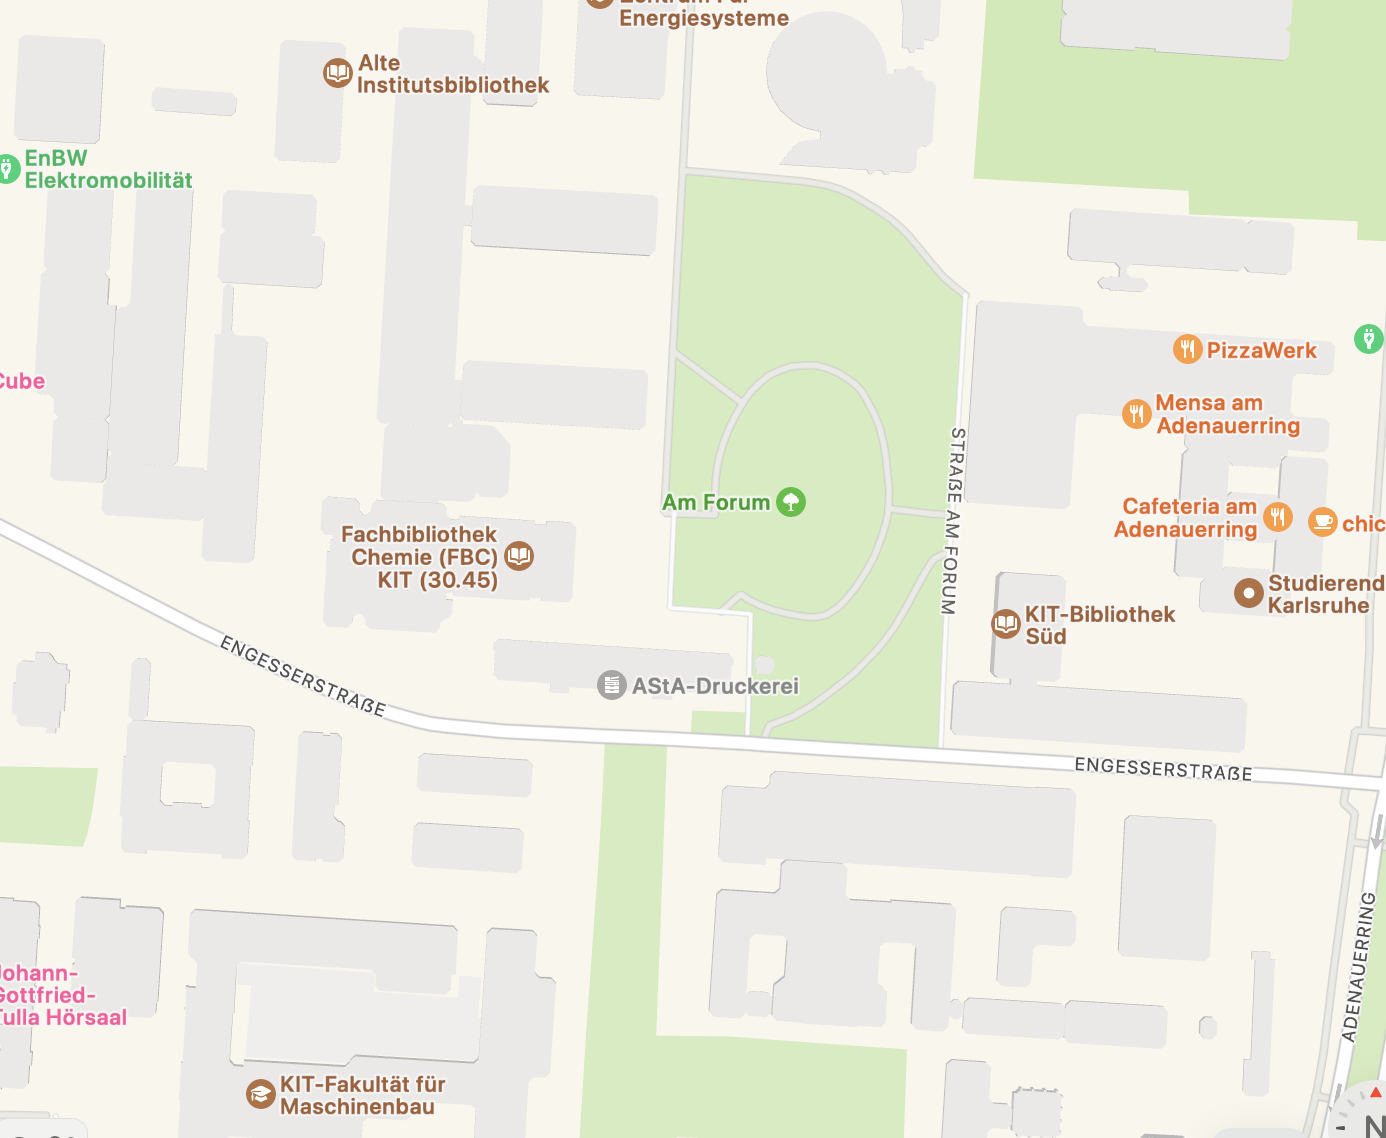 Energiesysteme
Alte
Institutsbibliothek
EnBW
Elektromobilität
PizzaWerk
Cube
Mensa am
Adenauerring
STRAẞE AM FORUM
Am Forum
Cafeteria am
Adenauerring
chic
Fachbibliothek
Chemie (FBC)
KIT (30.45)
Studierend
Karlsruhe
KIT-Bibliothek
Süd
ENGESSERSTRAẞE
AStA-Druckerei
ENGESSERSTRAẞE
ADENAUERRING
Johann-
Gottfried-
Tulla Hörsaal
KIT-Fakultät für
Maschinenbau
N